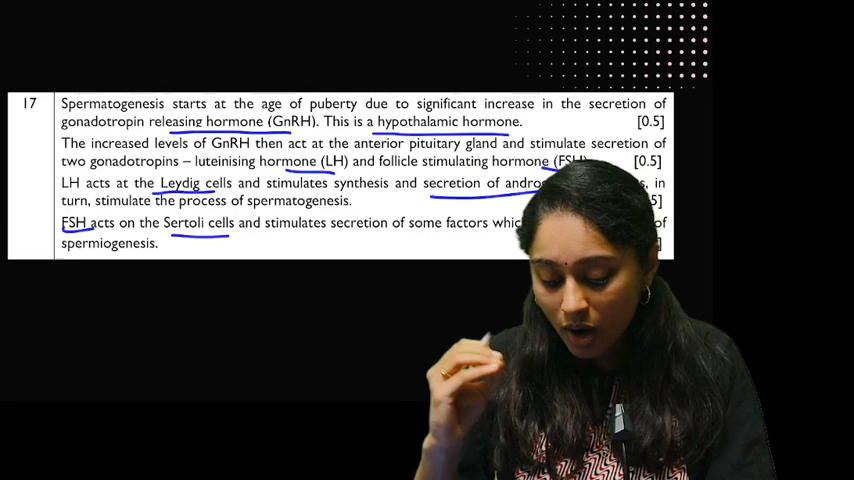 17
Spermatogenesis starts at the age of puberty due to significant increase in the secretion of
gonadotropin releasing hormone (GnRH). This is a hypothalamic hormone. [0.5]
The increased levels of GnRH then act at the anterior pituitary gland and stimulate secretion of
two gonadotropins – luteinising hormone (LH) and follicle stimulating hormone (FSH). [0.5]
LH acts at the Leydig cells and stimulates synthesis and secretion of in
turn, stimulate the process of spermatogenesis.
FSH acts on the Sertoli cells and stimulates secretion of some factors of
spermiogenesis.